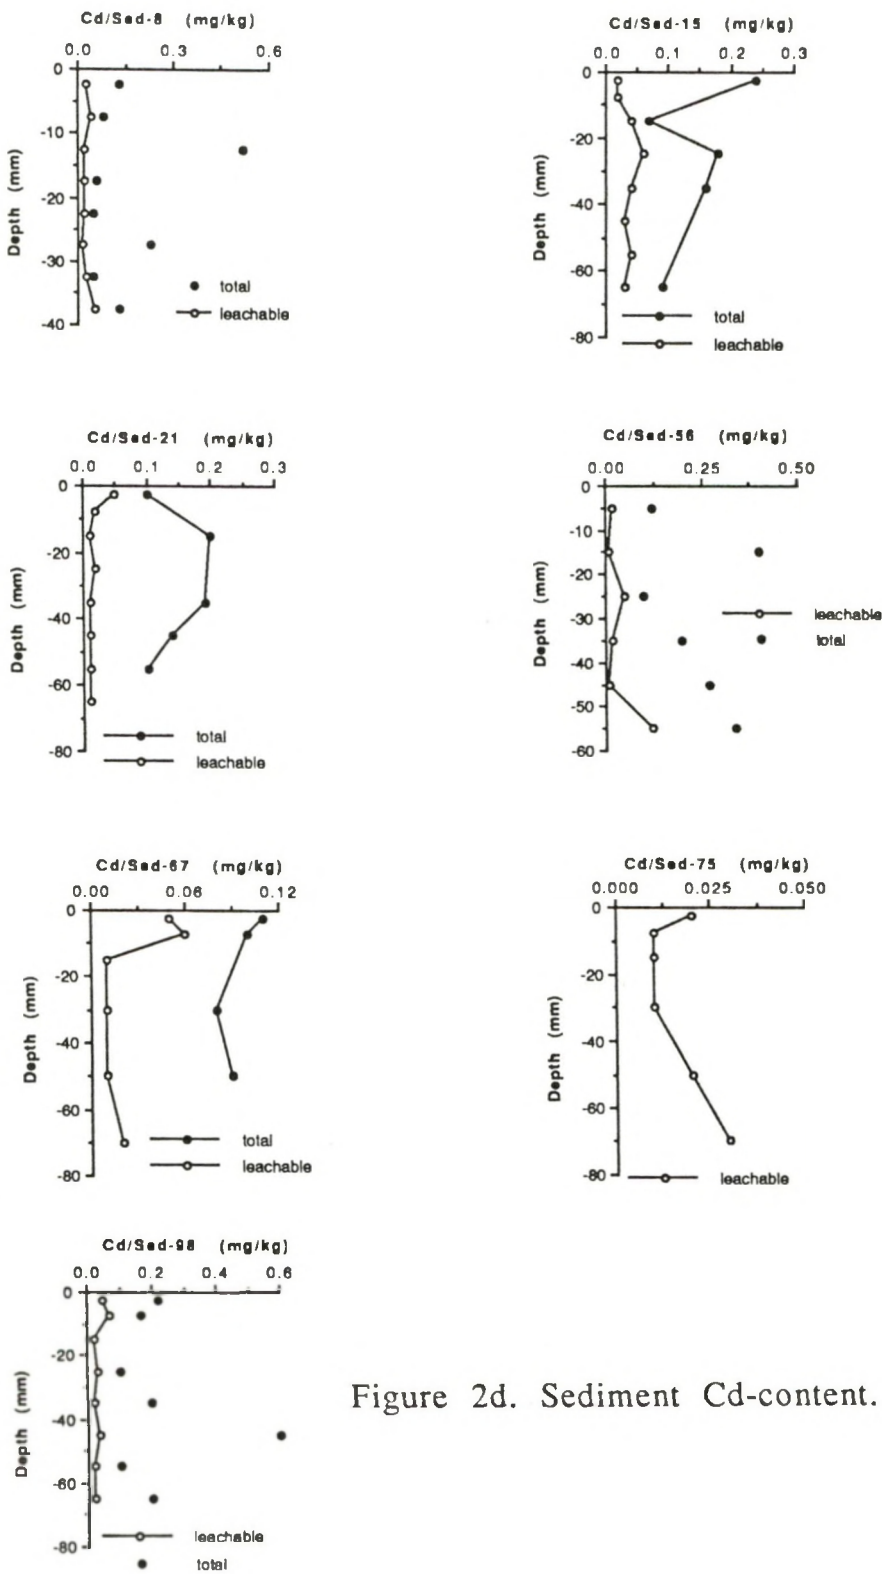 Cd/Sed-8 (mg/kg)
0.0 0.3 0.6
0
-10
-20
-30
-40
Depth (mm)
total
leachable
Cd/Sed-15 (mg/kg)
0.0 0.1 0.2 0.3
0
-20
-40
-60
-80
Depth (mm)
total
leachable
Cd/Sed-21 (mg/kg)
0.0 0.1 0.2 0.3
0
-20
-40
-60
-80
Depth (mm)
total
leachable
Cd/Sed-56 (mg/kg)
0.00 0.25 0.50
0
-10
-20
-30
-40
-50
-60
Depth (mm)
leachable
total
Cd/Sed-67 (mg/kg)
0.00 0.06 0.12
0
-20
-40
-60
-80
Depth (mm)
total
leachable
Cd/Sed-75 (mg/kg)
0.000 0.025 0.050
0
-20
-40
-60
-80
Depth (mm)
leachable
Cd/Sed-98 (mg/kg)
0.0 0.2 0.4 0.6
0
-20
-40
-60
-80
Depth (mm)
leachable
total
Figure 2d. Sediment Cd-content.